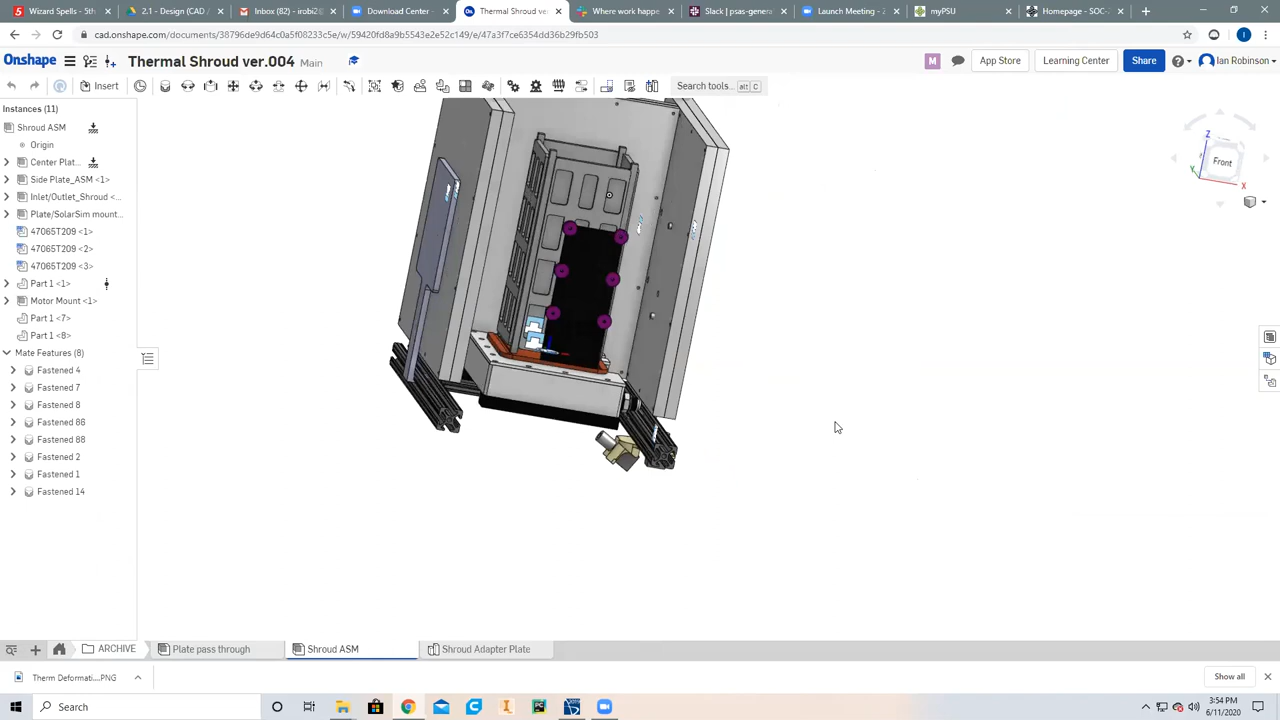 Wizard Spells - 5th
2.1 - Design (CAD) /
Inbox (82) - irobi2
Download Center -
Thermal Shroud ver
Where work happe
Slack | psas-genera
Launch Meeting - Z
myPSU
Homepage - SOC-
cad.onshape.com/documents/38796de9d64c0a5f08233c5e/w/59420fd8a9b5543e2e52c149/e/47a3f7ce6354dd36b29fb503
Onshape
Thermal Shroud ver.004 Main
App Store
Learning Center
Share
Ian Robinson
Insert
Search tools... alt C
Instances (11)
Shroud ASM
Origin
Center Plat...
Side Plate_ASM <1>
Inlet/Outlet_Shroud <...
Plate/SolarSim mount...
47065T209 <1>
47065T209 <2>
47065T209 <3>
Part 1 <1>
Motor Mount <1>
Part 1 <7>
Part 1 <8>
Mate Features (8)
Fastened 4
Fastened 7
Fastened 8
Fastened 86
Fastened 88
Fastened 2
Fastened 1
Fastened 14
Z
Front
Y
X
ARCHIVE
Plate pass through
Shroud ASM
Shroud Adapter Plate
Therm Deformati....PNG
Show all
Search
3:54 PM
6/11/2020